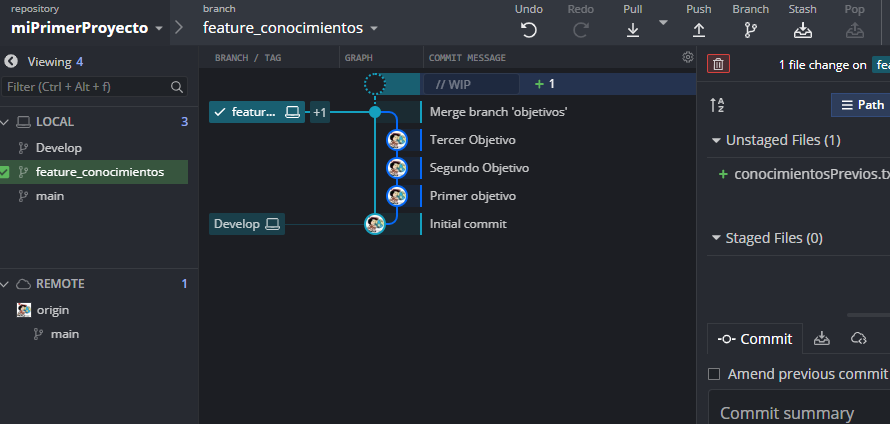 repository
miPrimerProyecto
branch
feature_conocimientos
Undo
Redo
Pull
Push
Branch
Stash
Pop
Viewing 4
Filter (Ctrl + Alt + f)
LOCAL 3
Develop
feature_conocimientos
main
REMOTE 1
origin
main
BRANCH / TAG GRAPH COMMIT MESSAGE
// WIP + 1
featur... +1 Merge branch 'objetivos'
Tercer Objetivo
Segundo Objetivo
Primer objetivo
Develop Initial commit
1 file change on fea
A Z
Path
Unstaged Files (1)
+ conocimientosPrevios.tx
Staged Files (0)
Commit
Amend previous commit
Commit summary